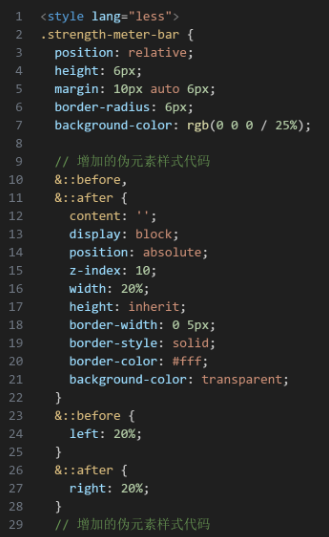 1 <style lang="less">
2 .strength-meter-bar {
3   position: relative;
4   height: 6px;
5   margin: 10px auto 6px;
6   border-radius: 6px;
7   background-color: rgb(0 0 0 / 25%);
8
9   // 增加的伪元素样式代码
10   &::before,
11   &::after {
12     content: '';
13     display: block;
14     position: absolute;
15     z-index: 10;
16     width: 20%;
17     height: inherit;
18     border-width: 0 5px;
19     border-style: solid;
20     border-color: #fff;
21     background-color: transparent;
22   }
23   &::before {
24     left: 20%;
25   }
26   &::after {
27     right: 20%;
28   }
29   // 增加的伪元素样式代码